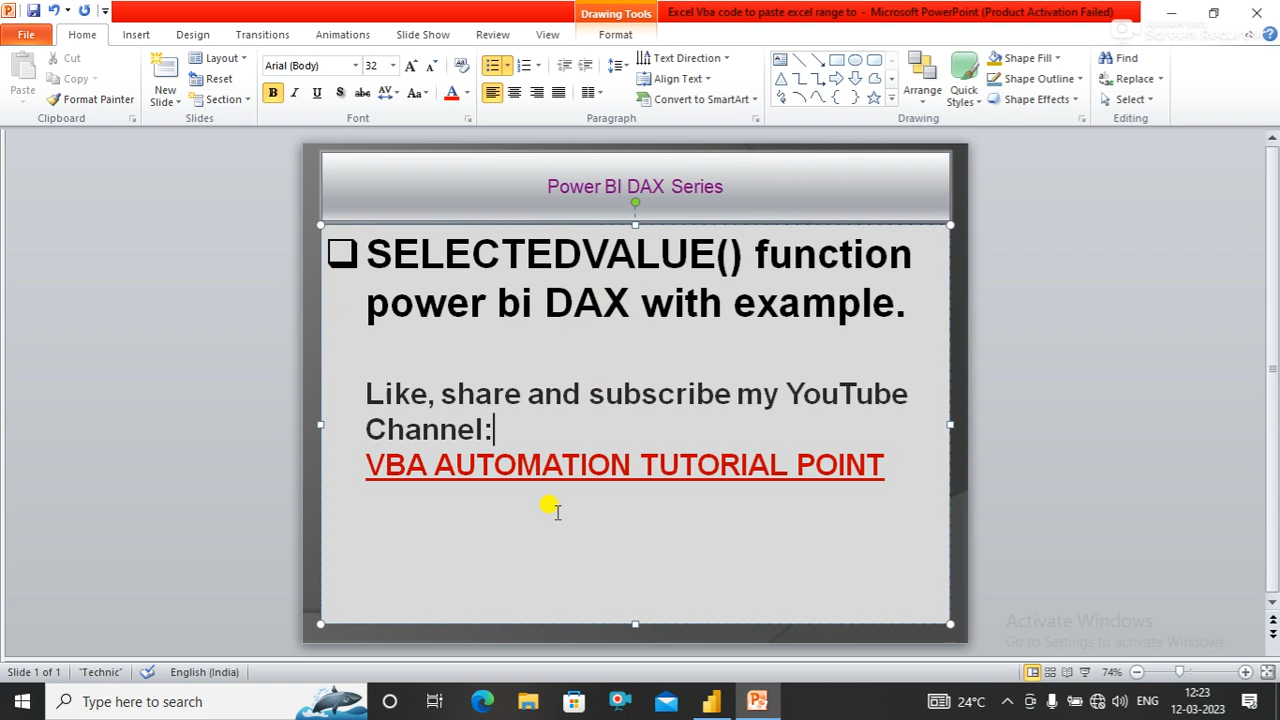 Drawing Tools
Excel Vba code to paste excel range to - Microsoft PowerPoint (Product Activation Failed)
File Home Insert Design Transitions Animations Slide Show Review View Format
Cut
Copy
Format Painter
Paste
Clipboard
New Slide
Layout
Reset
Section
Slides
Arial (Body) 32
Font
Text Direction
Align Text
Convert to SmartArt
Paragraph
Arrange
Quick Styles
Shape Fill
Shape Outline
Shape Effects
Drawing
Find
Replace
Select
Editing
Power BI DAX Series
SELECTEDVALUE() function
power bi DAX with example.
Like, share and subscribe my YouTube
Channel:
VBA AUTOMATION TUTORIAL POINT
Activate Windows
Go to Settings to activate Windows.
Slide 1 of 1 "Technic" English (India) 74%
Type here to search
24°C ENG
12:23
12-03-2023